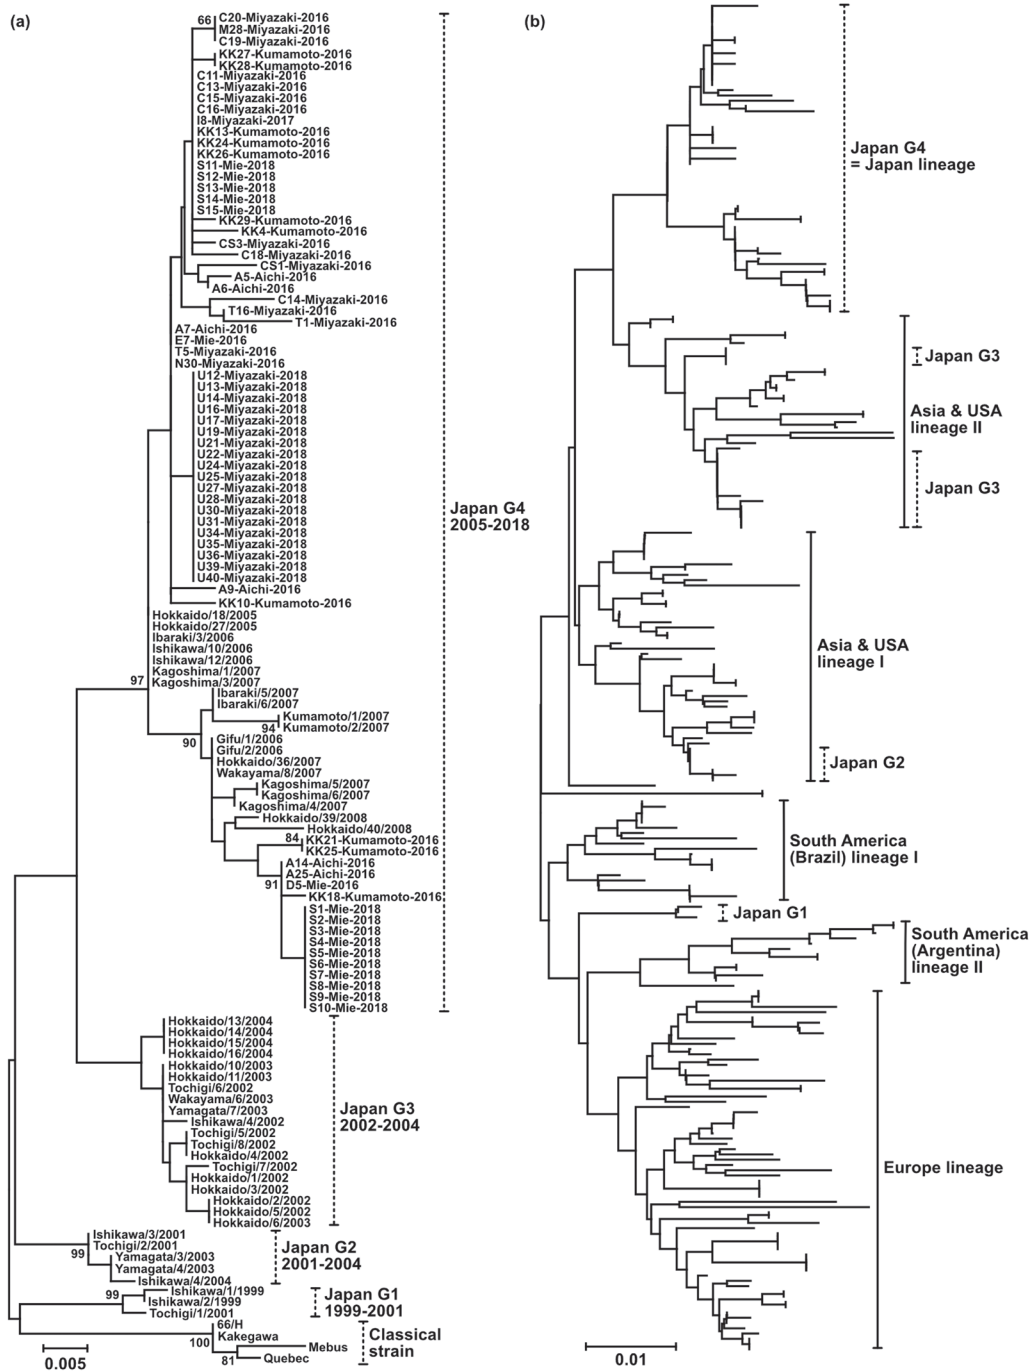 (a)
66
C20-Miyazaki-2016
M28-Miyazaki-2016
C19-Miyazaki-2016
KK27-Kumamoto-2016
KK28-Kumamoto-2016
C11-Miyazaki-2016
C13-Miyazaki-2016
C15-Miyazaki-2016
C16-Miyazaki-2016
I8-Miyazaki-2017
KK13-Kumamoto-2016
KK24-Kumamoto-2016
KK26-Kumamoto-2016
S11-Mie-2018
S12-Mie-2018
S13-Mie-2018
S14-Mie-2018
S15-Mie-2018
KK29-Kumamoto-2016
KK4-Kumamoto-2016
CS3-Miyazaki-2016
C18-Miyazaki-2016
CS1-Miyazaki-2016
A5-Aichi-2016
A6-Aichi-2016
C14-Miyazaki-2016
T16-Miyazaki-2016
T1-Miyazaki-2016
A7-Aichi-2016
E7-Mie-2016
T5-Miyazaki-2016
N30-Miyazaki-2016
U12-Miyazaki-2018
U13-Miyazaki-2018
U14-Miyazaki-2018
U16-Miyazaki-2018
U17-Miyazaki-2018
U19-Miyazaki-2018
U21-Miyazaki-2018
U22-Miyazaki-2018
U24-Miyazaki-2018
U25-Miyazaki-2018
U27-Miyazaki-2018
U28-Miyazaki-2018
U30-Miyazaki-2018
U31-Miyazaki-2018
U34-Miyazaki-2018
U35-Miyazaki-2018
U36-Miyazaki-2018
U39-Miyazaki-2018
U40-Miyazaki-2018
A9-Aichi-2016
KK10-Kumamoto-2016
Hokkaido/18/2005
Hokkaido/27/2005
Ibaraki/3/2006
Ishikawa/10/2006
Ishikawa/12/2006
Kagoshima/1/2007
97
Kagoshima/3/2007
Ibaraki/5/2007
Ibaraki/6/2007
Kumamoto/1/2007
94
Kumamoto/2/2007
90
Gifu/1/2006
Gifu/2/2006
Hokkaido/36/2007
Wakayama/8/2007
Kagoshima/5/2007
Kagoshima/6/2007
Kagoshima/4/2007
Hokkaido/39/2008
Hokkaido/40/2008
84
KK21-Kumamoto-2016
KK25-Kumamoto-2016
A14-Aichi-2016
A25-Aichi-2016
91
D5-Mie-2016
KK18-Kumamoto-2016
S1-Mie-2018
S2-Mie-2018
S3-Mie-2018
S4-Mie-2018
S5-Mie-2018
S6-Mie-2018
S7-Mie-2018
S8-Mie-2018
S9-Mie-2018
S10-Mie-2018
Japan G4
2005-2018
Hokkaido/13/2004
Hokkaido/14/2004
Hokkaido/15/2004
Hokkaido/16/2004
Hokkaido/10/2003
Hokkaido/11/2003
Tochigi/6/2002
Wakayama/6/2003
Yamagata/7/2003
Ishikawa/4/2002
Tochigi/5/2002
Tochigi/8/2002
Hokkaido/4/2002
Tochigi/7/2002
Hokkaido/1/2002
Hokkaido/3/2002
Hokkaido/2/2002
Hokkaido/5/2002
Hokkaido/6/2003
Japan G3
2002-2004
Ishikawa/3/2001
Tochigi/2/2001
99
Yamagata/3/2003
Yamagata/4/2003
Ishikawa/4/2004
Japan G2
2001-2004
99
Ishikawa/1/1999
Ishikawa/2/1999
Tochigi/1/2001
Japan G1
1999-2001
66/H
Kakegawa
100
Mebus
81
Quebec
Classical
strain
0.005
(b)
Japan G4
= Japan lineage
Japan G3
Asia & USA
lineage II
Japan G3
Asia & USA
lineage I
Japan G2
South America
(Brazil) lineage I
Japan G1
South America
(Argentina)
lineage II
Europe lineage
0.01